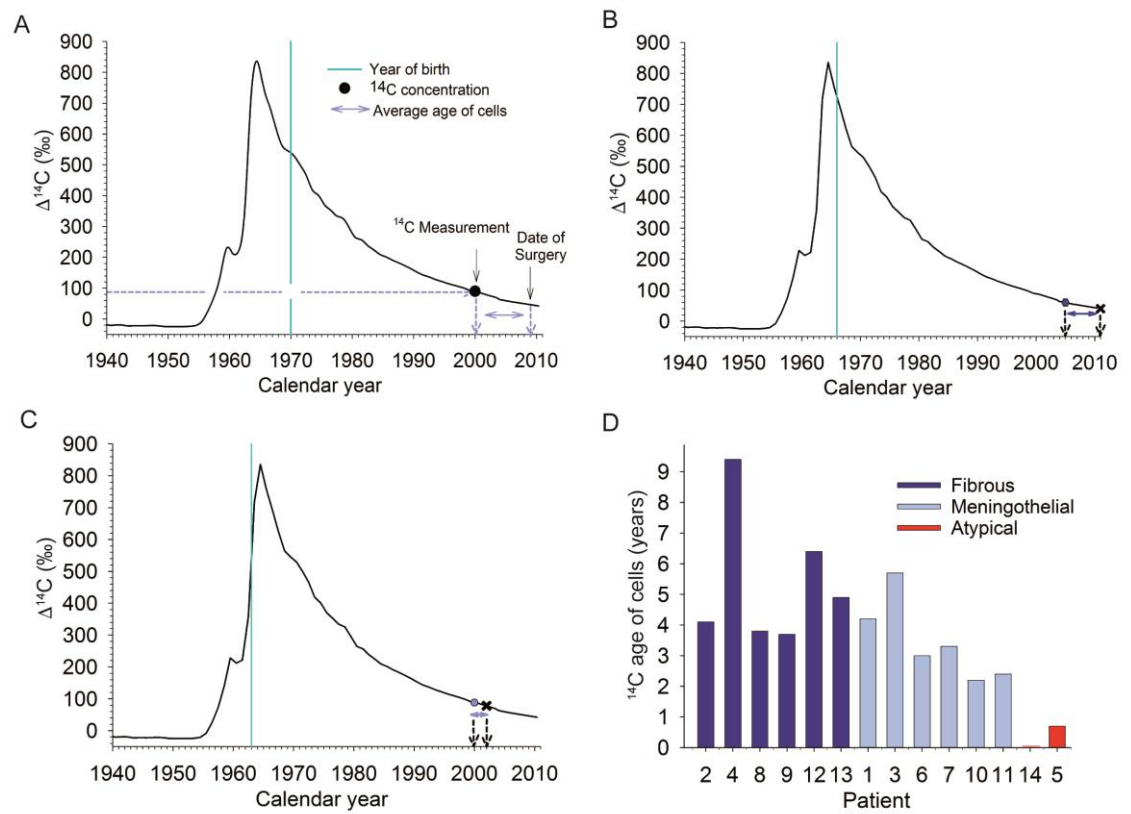 A
900
800
700
600
500
400
300
200
100
0
Δ¹⁴C (‰)
1940 1950 1960 1970 1980 1990 2000 2010
Calendar year
Year of birth
¹⁴C concentration
Average age of cells
¹⁴C Measurement
Date of
Surgery
B
900
800
700
600
500
400
300
200
100
0
Δ¹⁴C (‰)
1940 1950 1960 1970 1980 1990 2000 2010
Calendar year
C
900
800
700
600
500
400
300
200
100
0
Δ¹⁴C (‰)
1940 1950 1960 1970 1980 1990 2000 2010
Calendar year
D
9
8
7
6
5
4
3
2
1
0
¹⁴C age of cells (years)
Fibrous
Meningothelial
Atypical
2 4 8 9 12 13 1 3 6 7 10 11 14 5
Patient